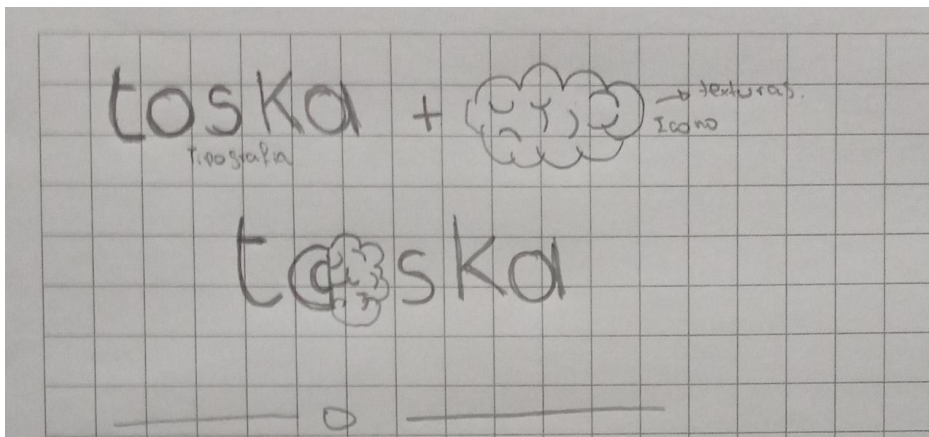 toska + → texturas.
Icono
Tipografia
toska